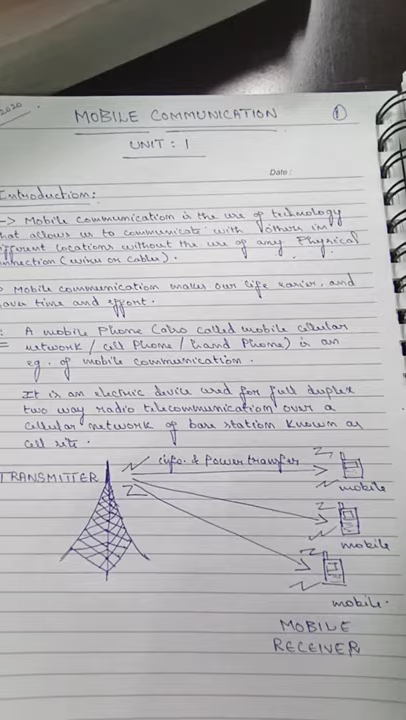 2020
MOBILE COMMUNICATION
1
UNIT : 1
Date :
Introduction :
-> Mobile communication is the use of technology
that allows us to communicate with others in
different locations without the use of any Physical
connection (wires or cables).
Mobile communication makes our life easier, and
saves time and effort.
: A mobile Phone (also called mobile cellular
network / cell Phone / hand Phone) is an
eg. of mobile communication.
It is an electric device used for full duplex
two way radio telecommunication over a
cellular network of base station known as
cell site.
TRANSMITTER
info. & power transfer
mobile
mobile
mobile.
MOBILE
RECEIVER